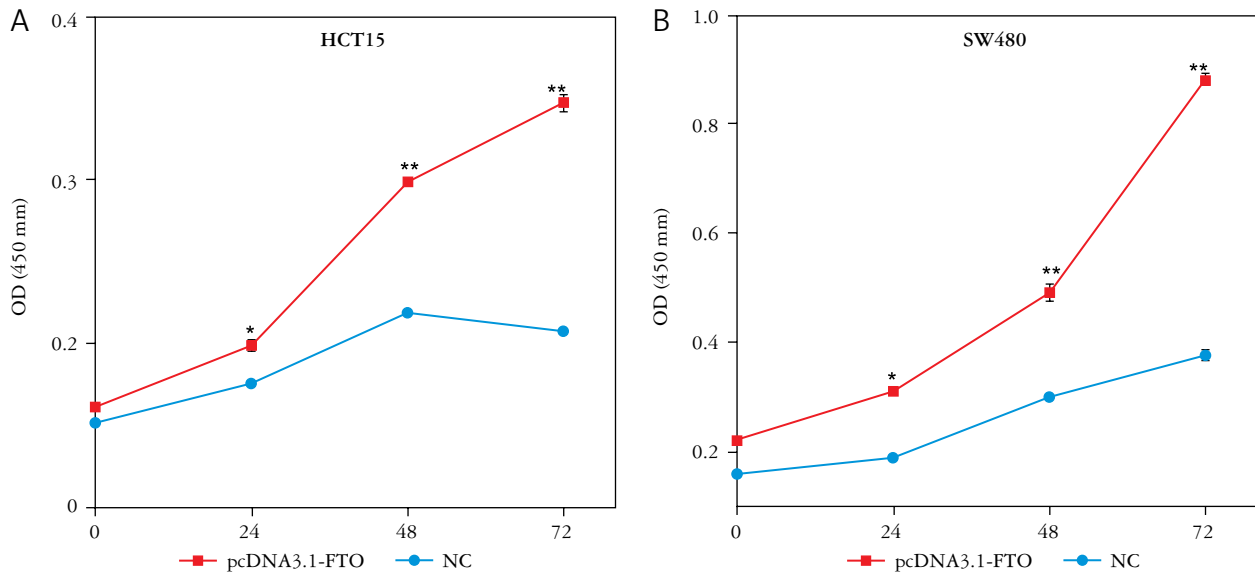 A
HCT15
0.4
0.3
0.2
0
OD (450 mm)
*
**
**
0
24
48
72
pcDNA3.1-FTO
NC
B
SW480
1.0
0.8
0.6
0.4
0.2
OD (450 mm)
*
**
**
0
24
48
72
pcDNA3.1-FTO
NC